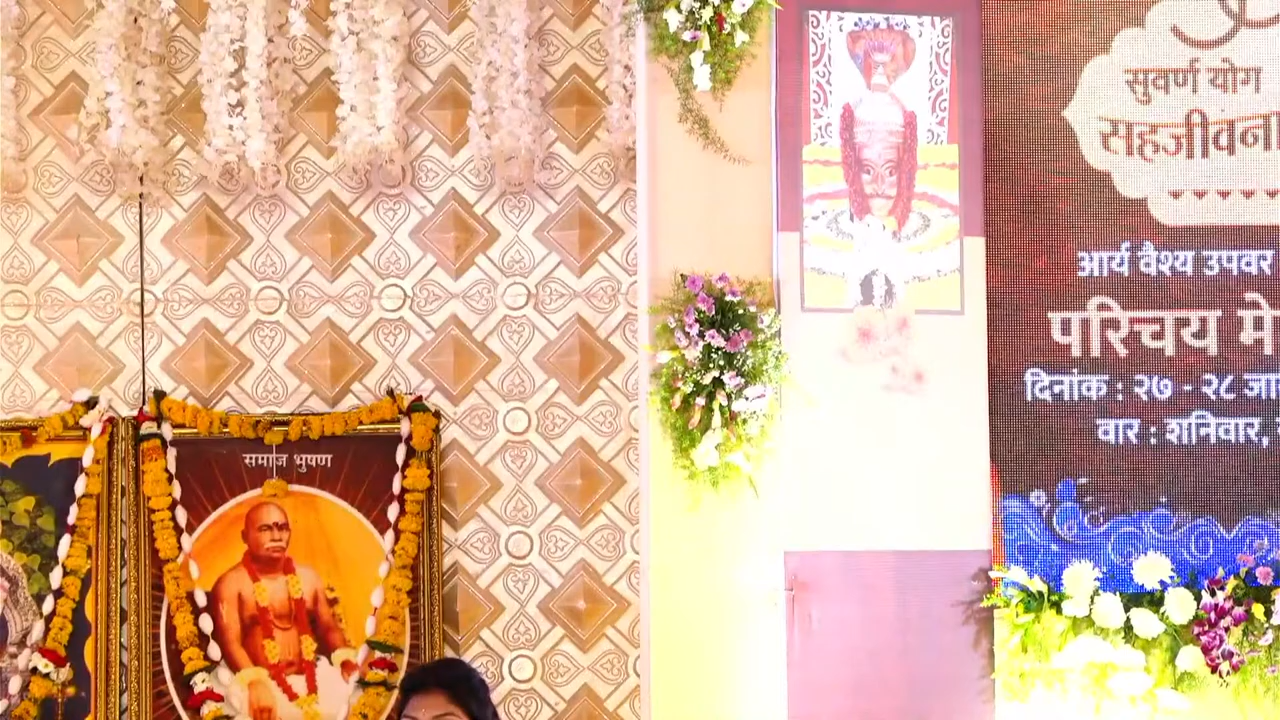 समाज भुषण
सुवर्ण योग
सहजीवना
आर्य वैश्य उपवर
परिचय मे
दिनांक : २७ - २८ जा
वार : शनिवार,